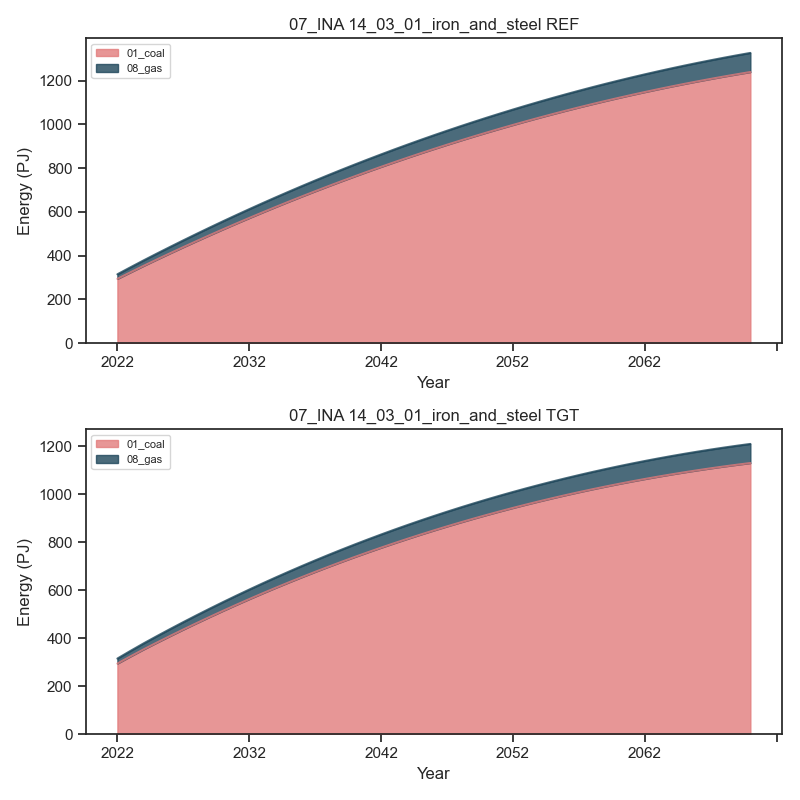 07_INA 14_03_01_iron_and_steel REF
01_coal
08_gas
1200
1000
800
600
400
200
0
Energy (PJ)
2022 2032 2042 2052 2062
Year
07_INA 14_03_01_iron_and_steel TGT
01_coal
08_gas
1200
1000
800
600
400
200
0
Energy (PJ)
2022 2032 2042 2052 2062
Year